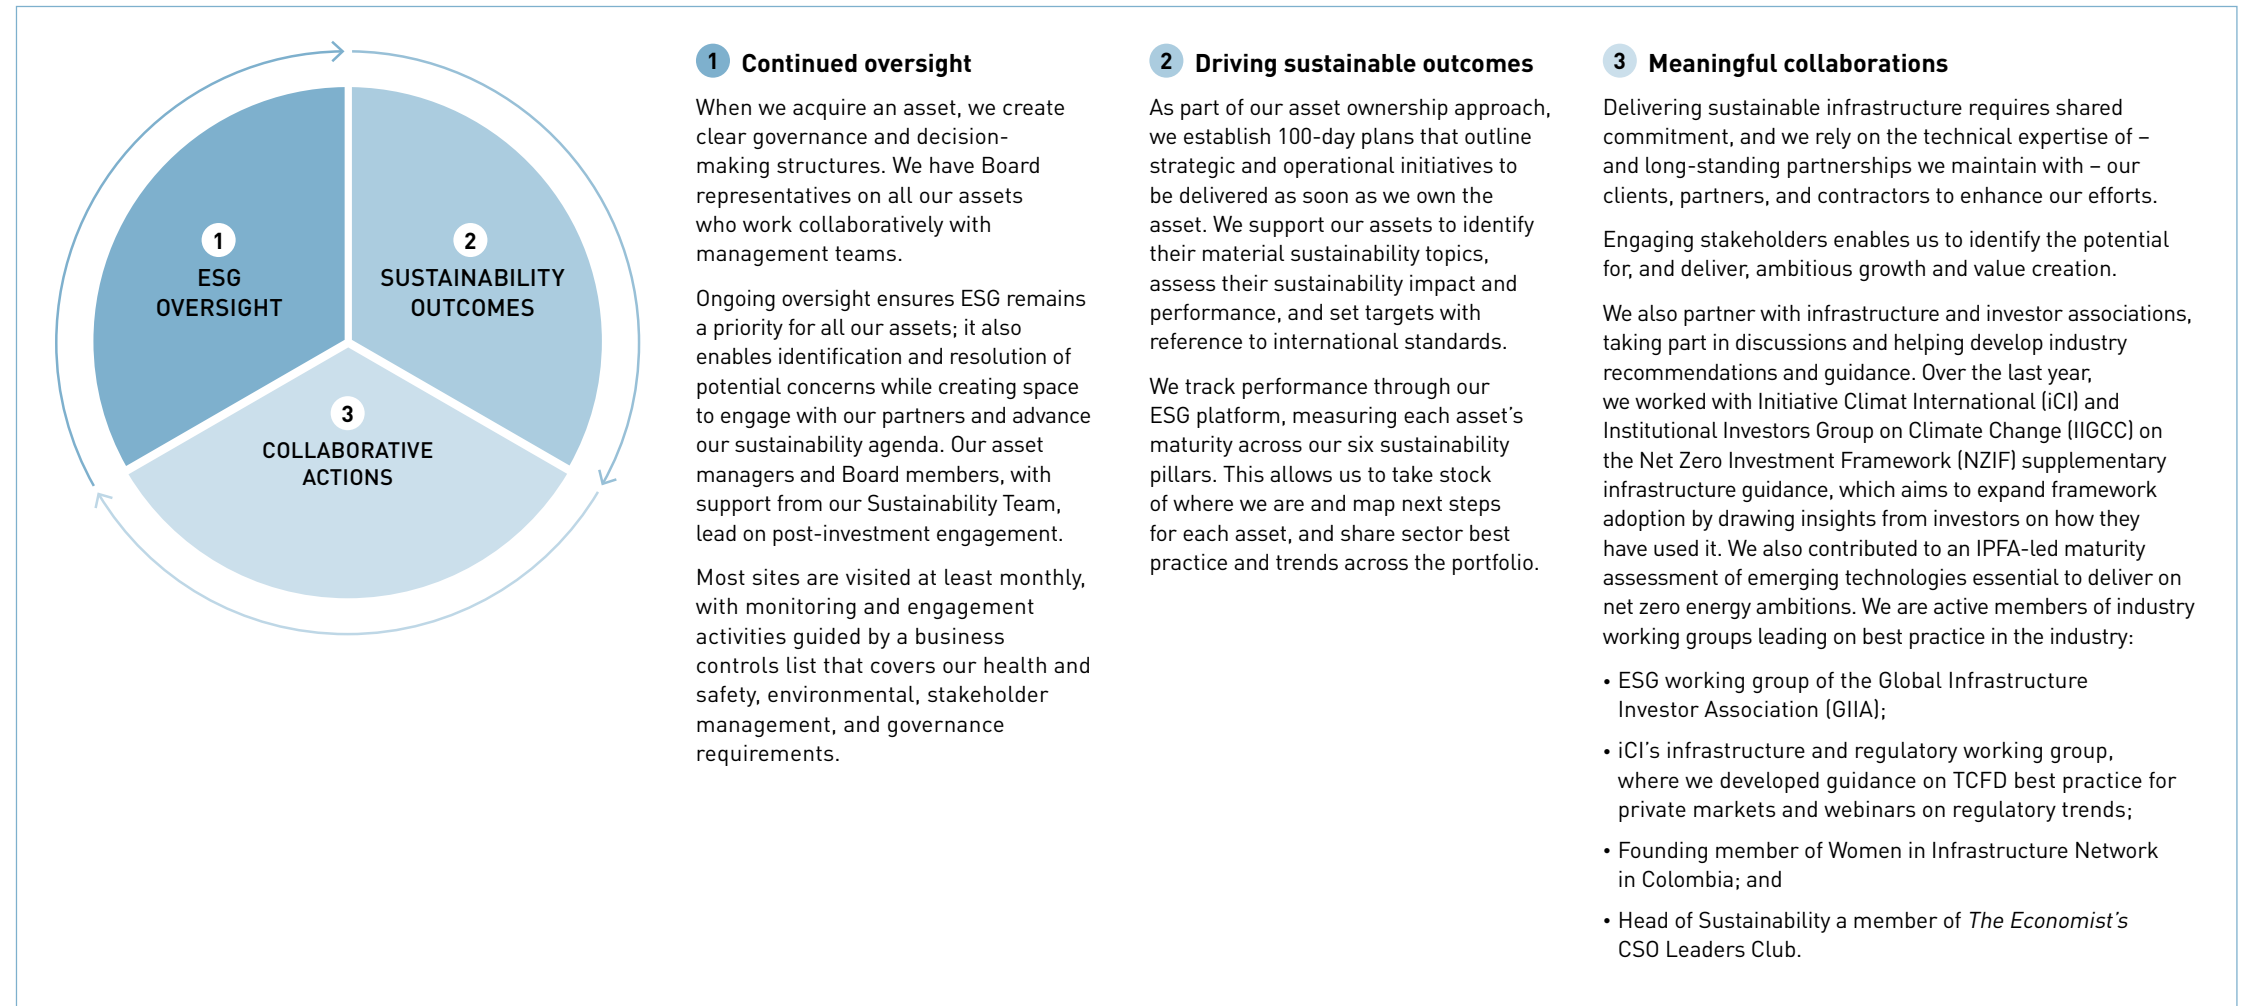 1
ESG
OVERSIGHT
2
SUSTAINABILITY
OUTCOMES
3
COLLABORATIVE
ACTIONS
1 Continued oversight
When we acquire an asset, we create
clear governance and decision-
making structures. We have Board
representatives on all our assets
who work collaboratively with
management teams.
Ongoing oversight ensures ESG remains
a priority for all our assets; it also
enables identification and resolution of
potential concerns while creating space
to engage with our partners and advance
our sustainability agenda. Our asset
managers and Board members, with
support from our Sustainability Team,
lead on post-investment engagement.
Most sites are visited at least monthly,
with monitoring and engagement
activities guided by a business
controls list that covers our health and
safety, environmental, stakeholder
management, and governance
requirements.
2 Driving sustainable outcomes
As part of our asset ownership approach,
we establish 100-day plans that outline
strategic and operational initiatives to
be delivered as soon as we own the
asset. We support our assets to identify
their material sustainability topics,
assess their sustainability impact and
performance, and set targets with
reference to international standards.
We track performance through our
ESG platform, measuring each asset’s
maturity across our six sustainability
pillars. This allows us to take stock
of where we are and map next steps
for each asset, and share sector best
practice and trends across the portfolio.
3 Meaningful collaborations
Delivering sustainable infrastructure requires shared
commitment, and we rely on the technical expertise of –
and long-standing partnerships we maintain with – our
clients, partners, and contractors to enhance our efforts.
Engaging stakeholders enables us to identify the potential
for, and deliver, ambitious growth and value creation.
We also partner with infrastructure and investor associations,
taking part in discussions and helping develop industry
recommendations and guidance. Over the last year,
we worked with Initiative Climat International (iCI) and
Institutional Investors Group on Climate Change (IIGCC) on
the Net Zero Investment Framework (NZIF) supplementary
infrastructure guidance, which aims to expand framework
adoption by drawing insights from investors on how they
have used it. We also contributed to an IPFA-led maturity
assessment of emerging technologies essential to deliver on
net zero energy ambitions. We are active members of industry
working groups leading on best practice in the industry:
• ESG working group of the Global Infrastructure
Investor Association (GIIA);
• iCI’s infrastructure and regulatory working group,
where we developed guidance on TCFD best practice for
private markets and webinars on regulatory trends;
• Founding member of Women in Infrastructure Network
in Colombia; and
• Head of Sustainability a member of The Economist’s
CSO Leaders Club.